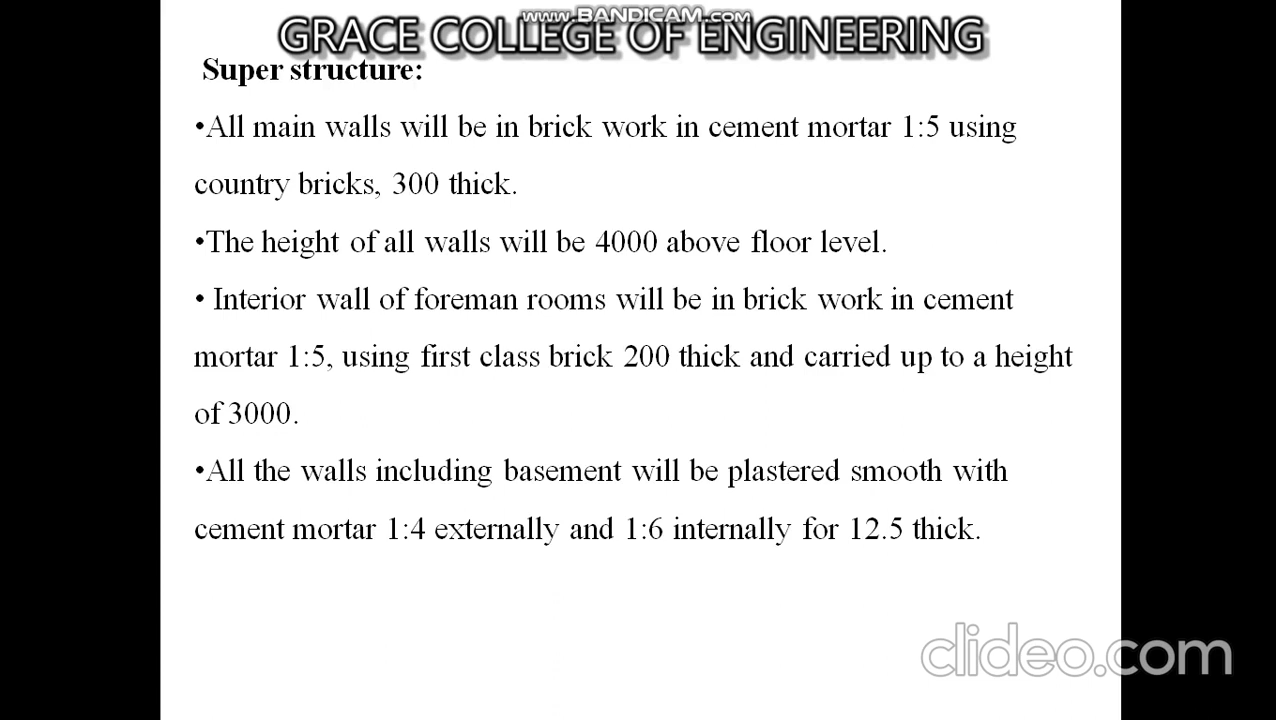 www.BANDICAM.com
GRACE COLLEGE OF ENGINEERING
Super structure:
•All main walls will be in brick work in cement mortar 1:5 using
country bricks, 300 thick.
•The height of all walls will be 4000 above floor level.
• Interior wall of foreman rooms will be in brick work in cement
mortar 1:5, using first class brick 200 thick and carried up to a height
of 3000.
•All the walls including basement will be plastered smooth with
cement mortar 1:4 externally and 1:6 internally for 12.5 thick.
clideo.com